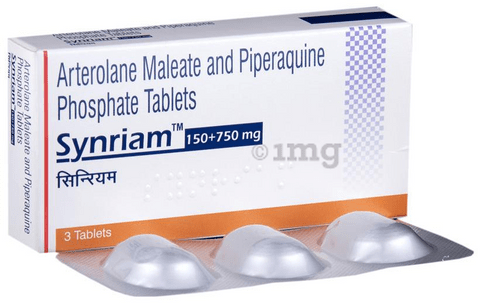 Arterolane Maleate and Piperaquine
Phosphate Tablets
Synriam™ 150+750 mg
सिन्रियम
3 Tablets
Arterolane Maleate and Piperaquine
Phosphate Tablets
1mg